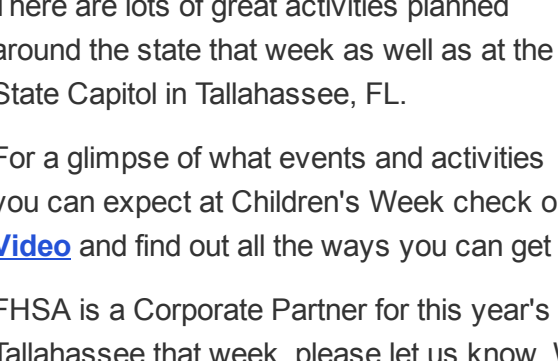 There are lots of great activities planned
around the state that week as well as at the
State Capitol in Tallahassee, FL.
For a glimpse of what events and activities
you can expect at Children's Week check o
Video and find out all the ways you can get
FHSA is a Corporate Partner for this year's
Tallahassee that week, please let us know. W